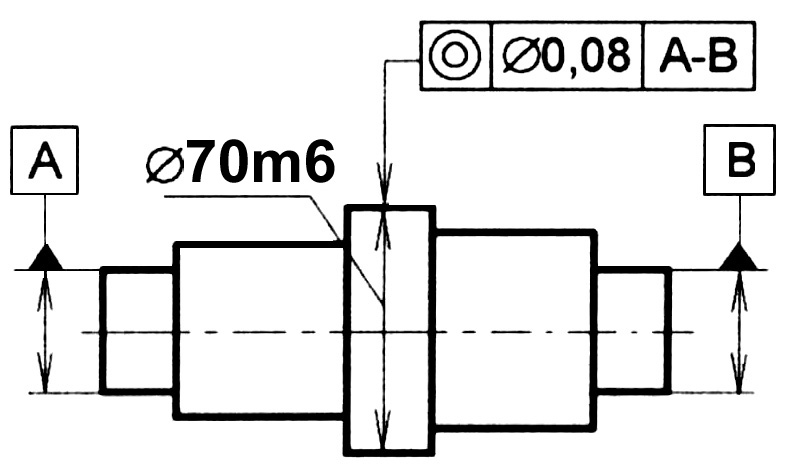 ◎ ⌀0,08 A-B
A
⌀70m6
B